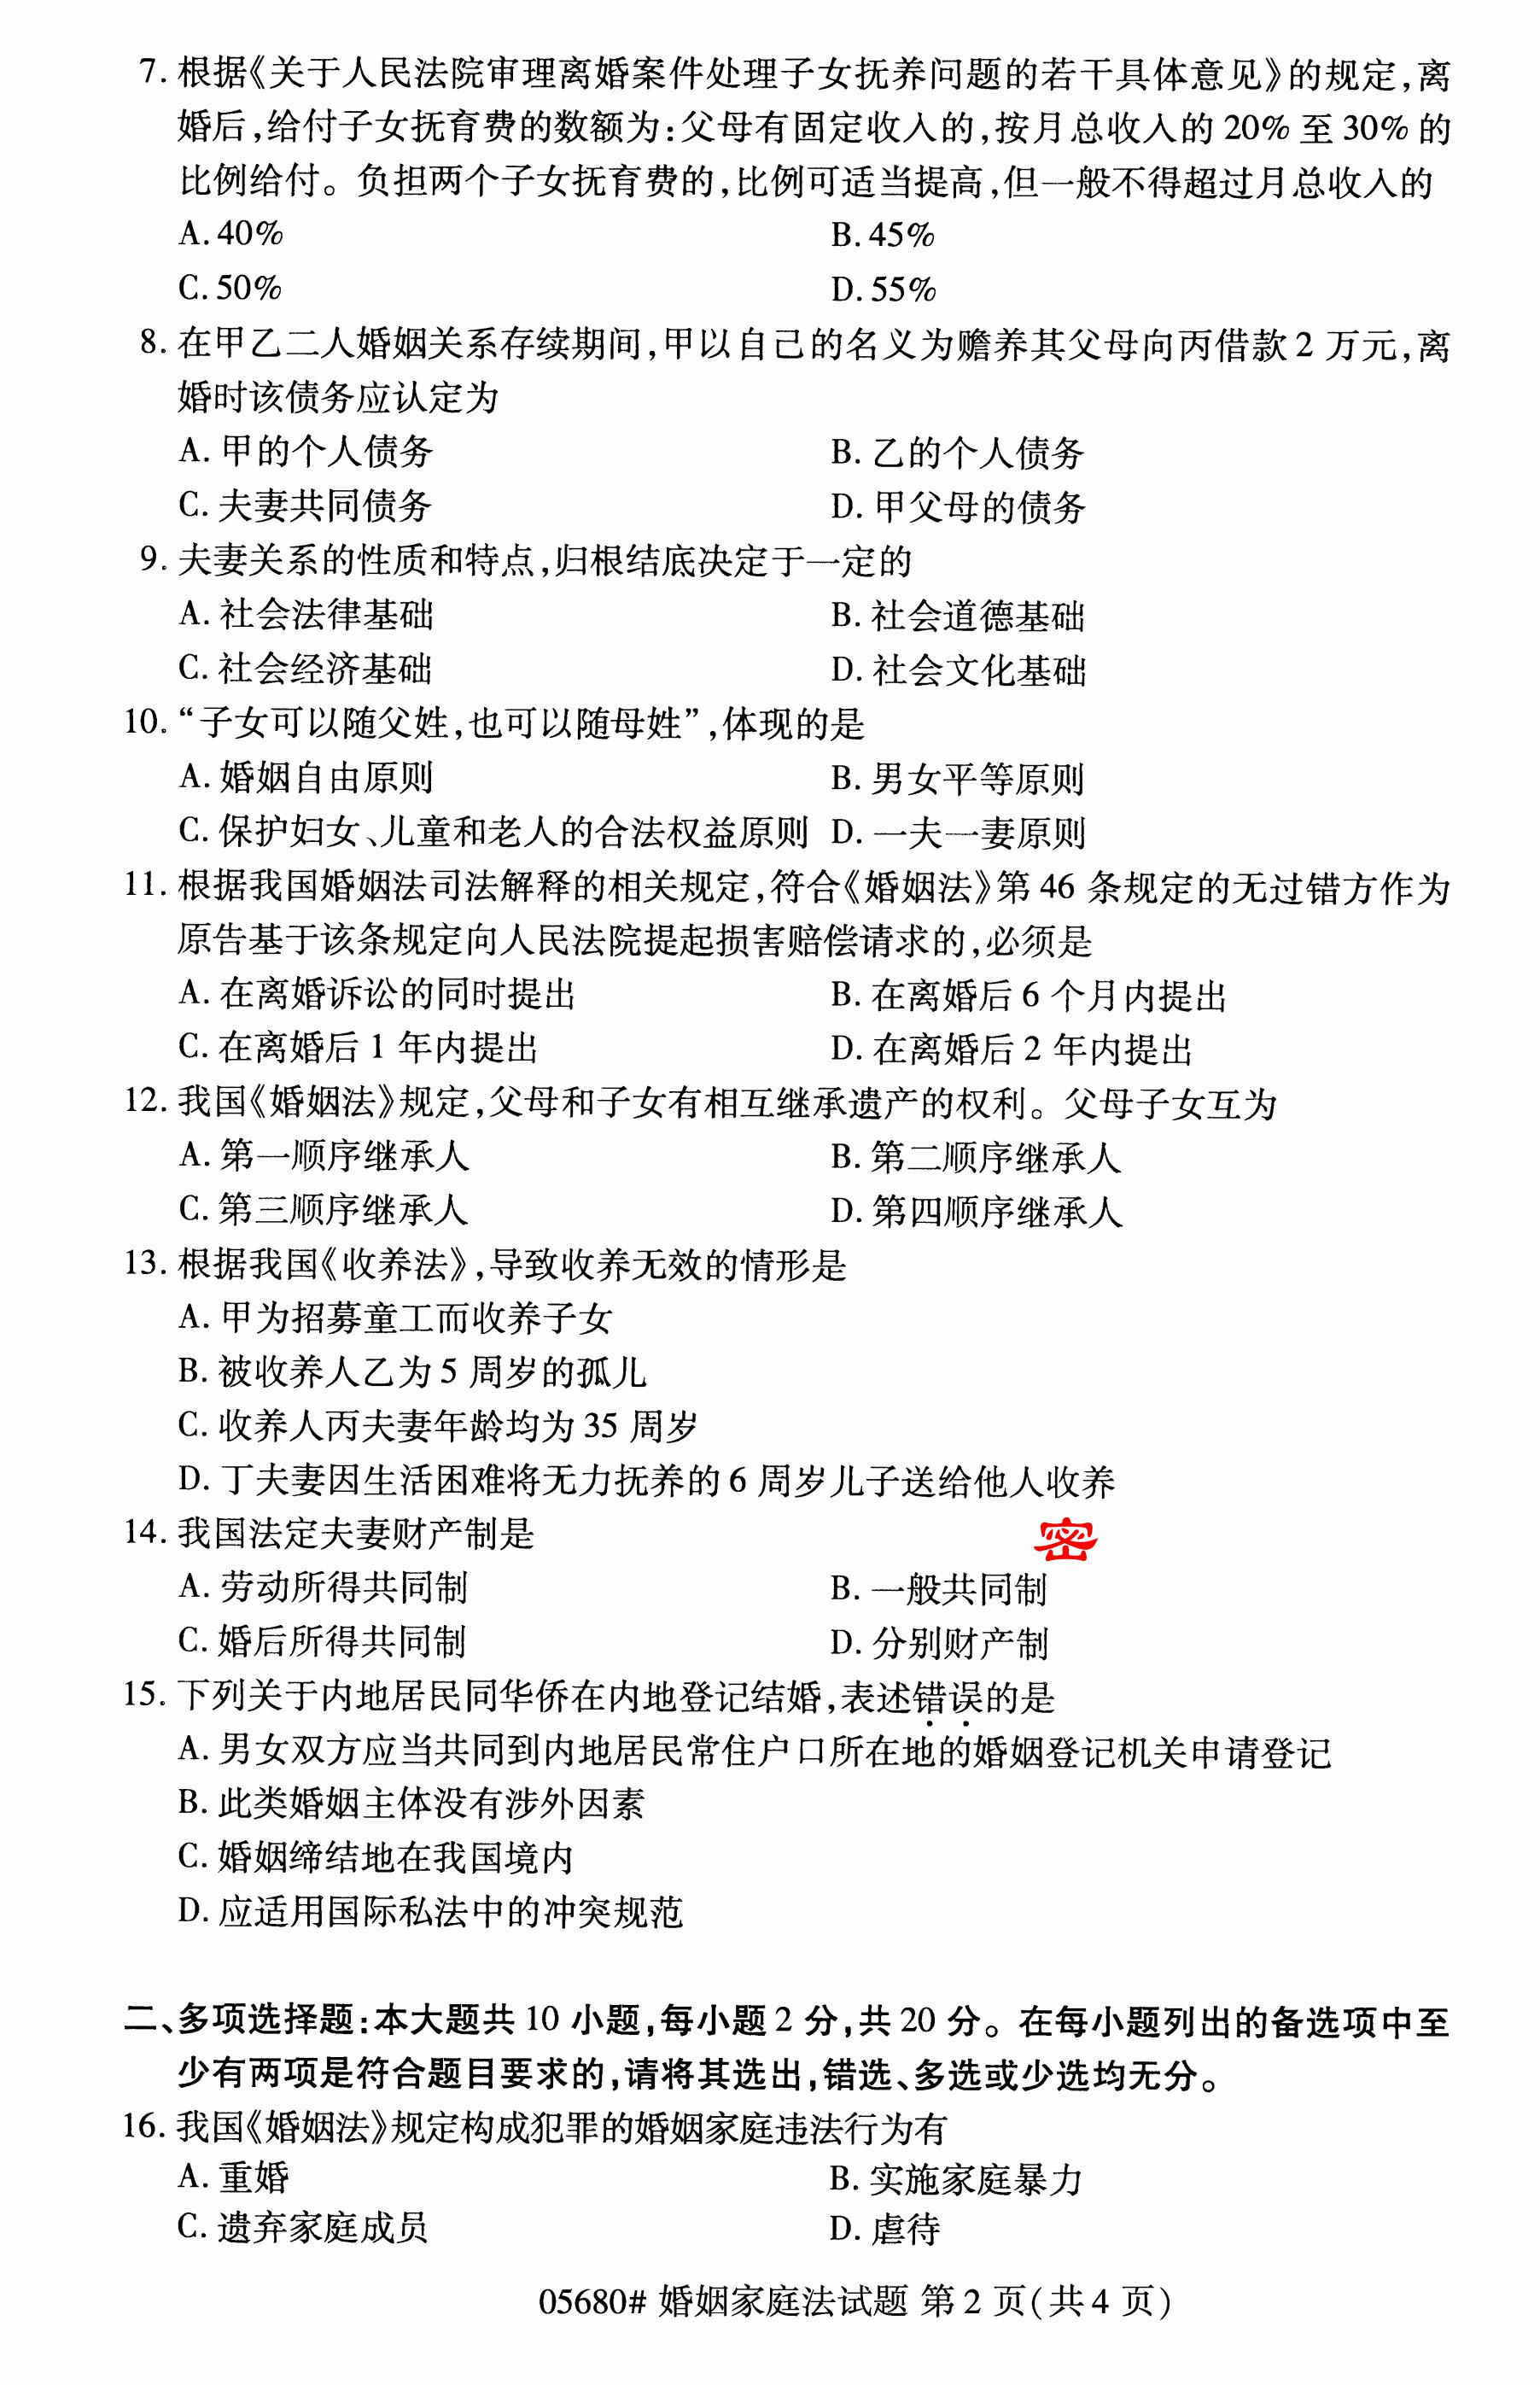 7. 根据《关于人民法院审理离婚案件处理子女抚养问题的若干具体意见》的规定,离
婚后,给付子女抚育费的数额为:父母有固定收入的,按月总收入的 20% 至 30% 的
比例给付。负担两个子女抚育费的,比例可适当提高,但一般不得超过月总收入的
A. 40% B. 45%
C. 50% D. 55%
8. 在甲乙二人婚姻关系存续期间,甲以自己的名义为赡养其父母向丙借款 2 万元,离
婚时该债务应认定为
A. 甲的个人债务 B. 乙的个人债务
C. 夫妻共同债务 D. 甲父母的债务
9. 夫妻关系的性质和特点,归根结底决定于一定的
A. 社会法律基础 B. 社会道德基础
C. 社会经济基础 D. 社会文化基础
10. “子女可以随父姓,也可以随母姓”,体现的是
A. 婚姻自由原则 B. 男女平等原则
C. 保护妇女、儿童和老人的合法权益原则 D. 一夫一妻原则
11. 根据我国婚姻法司法解释的相关规定,符合《婚姻法》第 46 条规定的无过错方作为
原告基于该条规定向人民法院提起损害赔偿请求的,必须是
A. 在离婚诉讼的同时提出 B. 在离婚后 6 个月内提出
C. 在离婚后 1 年内提出 D. 在离婚后 2 年内提出
12. 我国《婚姻法》规定,父母和子女有相互继承遗产的权利。父母子女互为
A. 第一顺序继承人 B. 第二顺序继承人
C. 第三顺序继承人 D. 第四顺序继承人
13. 根据我国《收养法》,导致收养无效的情形是
A. 甲为招募童工而收养子女
B. 被收养人乙为 5 周岁的孤儿
C. 收养人丙夫妻年龄均为 35 周岁
D. 丁夫妻因生活困难将无力抚养的 6 周岁儿子送给他人收养
14. 我国法定夫妻财产制是 密
A. 劳动所得共同制 B. 一般共同制
C. 婚后所得共同制 D. 分别财产制
15. 下列关于内地居民同华侨在内地登记结婚,表述错误的是
A. 男女双方应当共同到内地居民常住户口所在地的婚姻登记机关申请登记
B. 此类婚姻主体没有涉外因素
C. 婚姻缔结地在我国境内
D. 应适用国际私法中的冲突规范
二、多项选择题:本大题共 10 小题,每小题 2 分,共 20 分。在每小题列出的备选项中至
少有两项是符合题目要求的,请将其选出,错选、多选或少选均无分。
16. 我国《婚姻法》规定构成犯罪的婚姻家庭违法行为有
A. 重婚 B. 实施家庭暴力
C. 遗弃家庭成员 D. 虐待
05680# 婚姻家庭法试题 第 2 页(共 4 页)